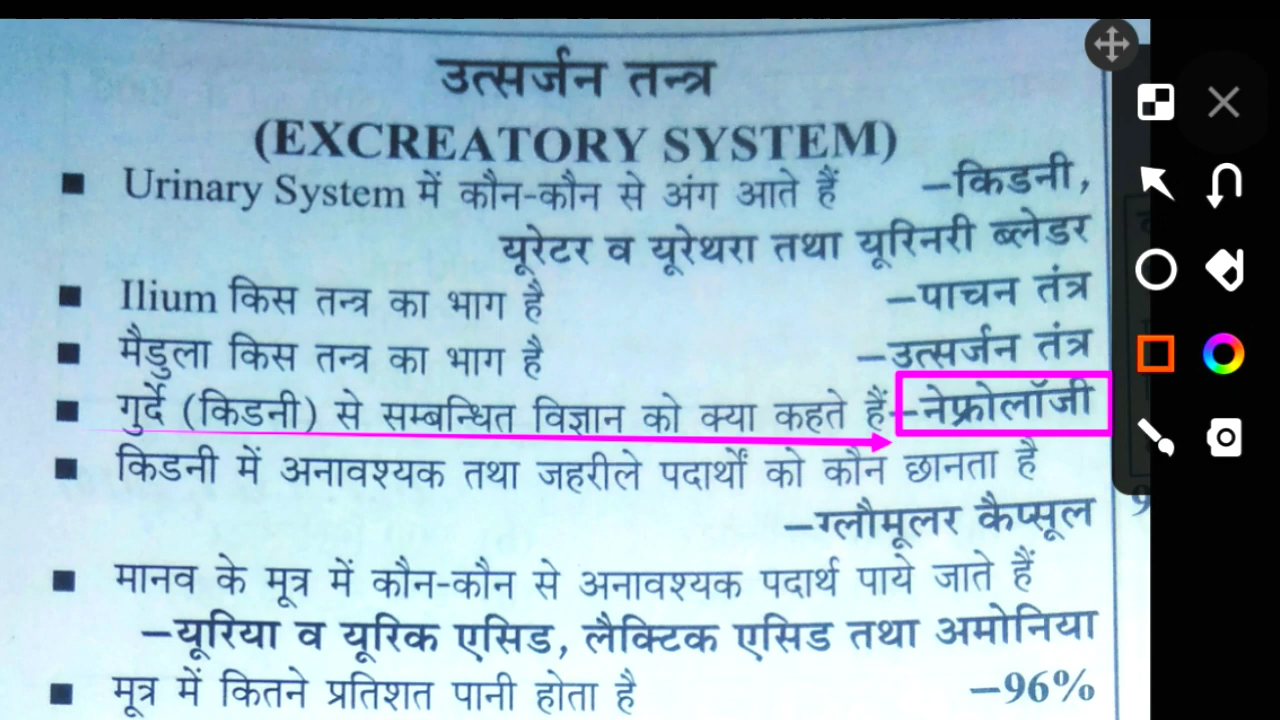 उत्सर्जन तन्त्र
(EXCREATORY SYSTEM)
■ Urinary System में कौन-कौन से अंग आते हैं –किडनी,
यूरेटर व यूरेथरा तथा यूरिनरी ब्लेडर
■ Ilium किस तन्त्र का भाग है –पाचन तंत्र
■ मैडुला किस तन्त्र का भाग है –उत्सर्जन तंत्र
■ गुर्दे (किडनी) से सम्बन्धित विज्ञान को क्या कहते हैं–नेफ्रोलॉजी
■ किडनी में अनावश्यक तथा जहरीले पदार्थों को कौन छानता है
–ग्लौमूलर कैप्सूल
■ मानव के मूत्र में कौन-कौन से अनावश्यक पदार्थ पाये जाते हैं
–यूरिया व यूरिक एसिड, लैक्टिक एसिड तथा अमोनिया
■ मूत्र में कितने प्रतिशत पानी होता है –96%